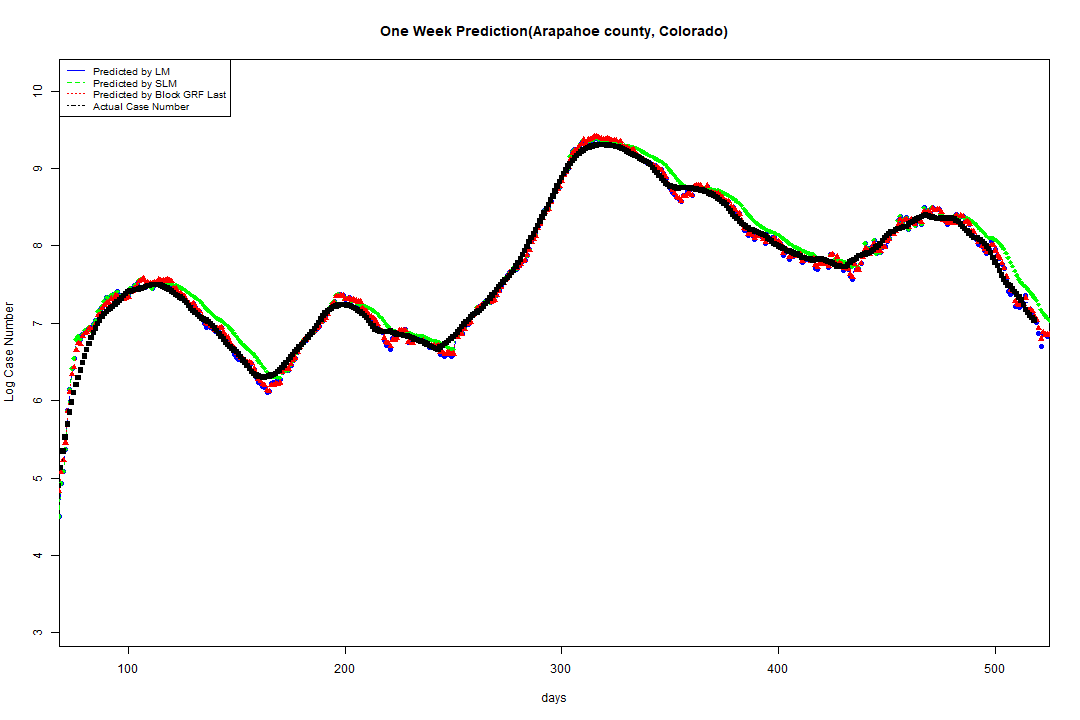 One Week Prediction(Arapahoe county, Colorado)
Predicted by LM
Predicted by SLM
Predicted by Block GRF Last
Actual Case Number
10
9
8
7
6
5
4
3
Log Case Number
100 200 300 400 500
days